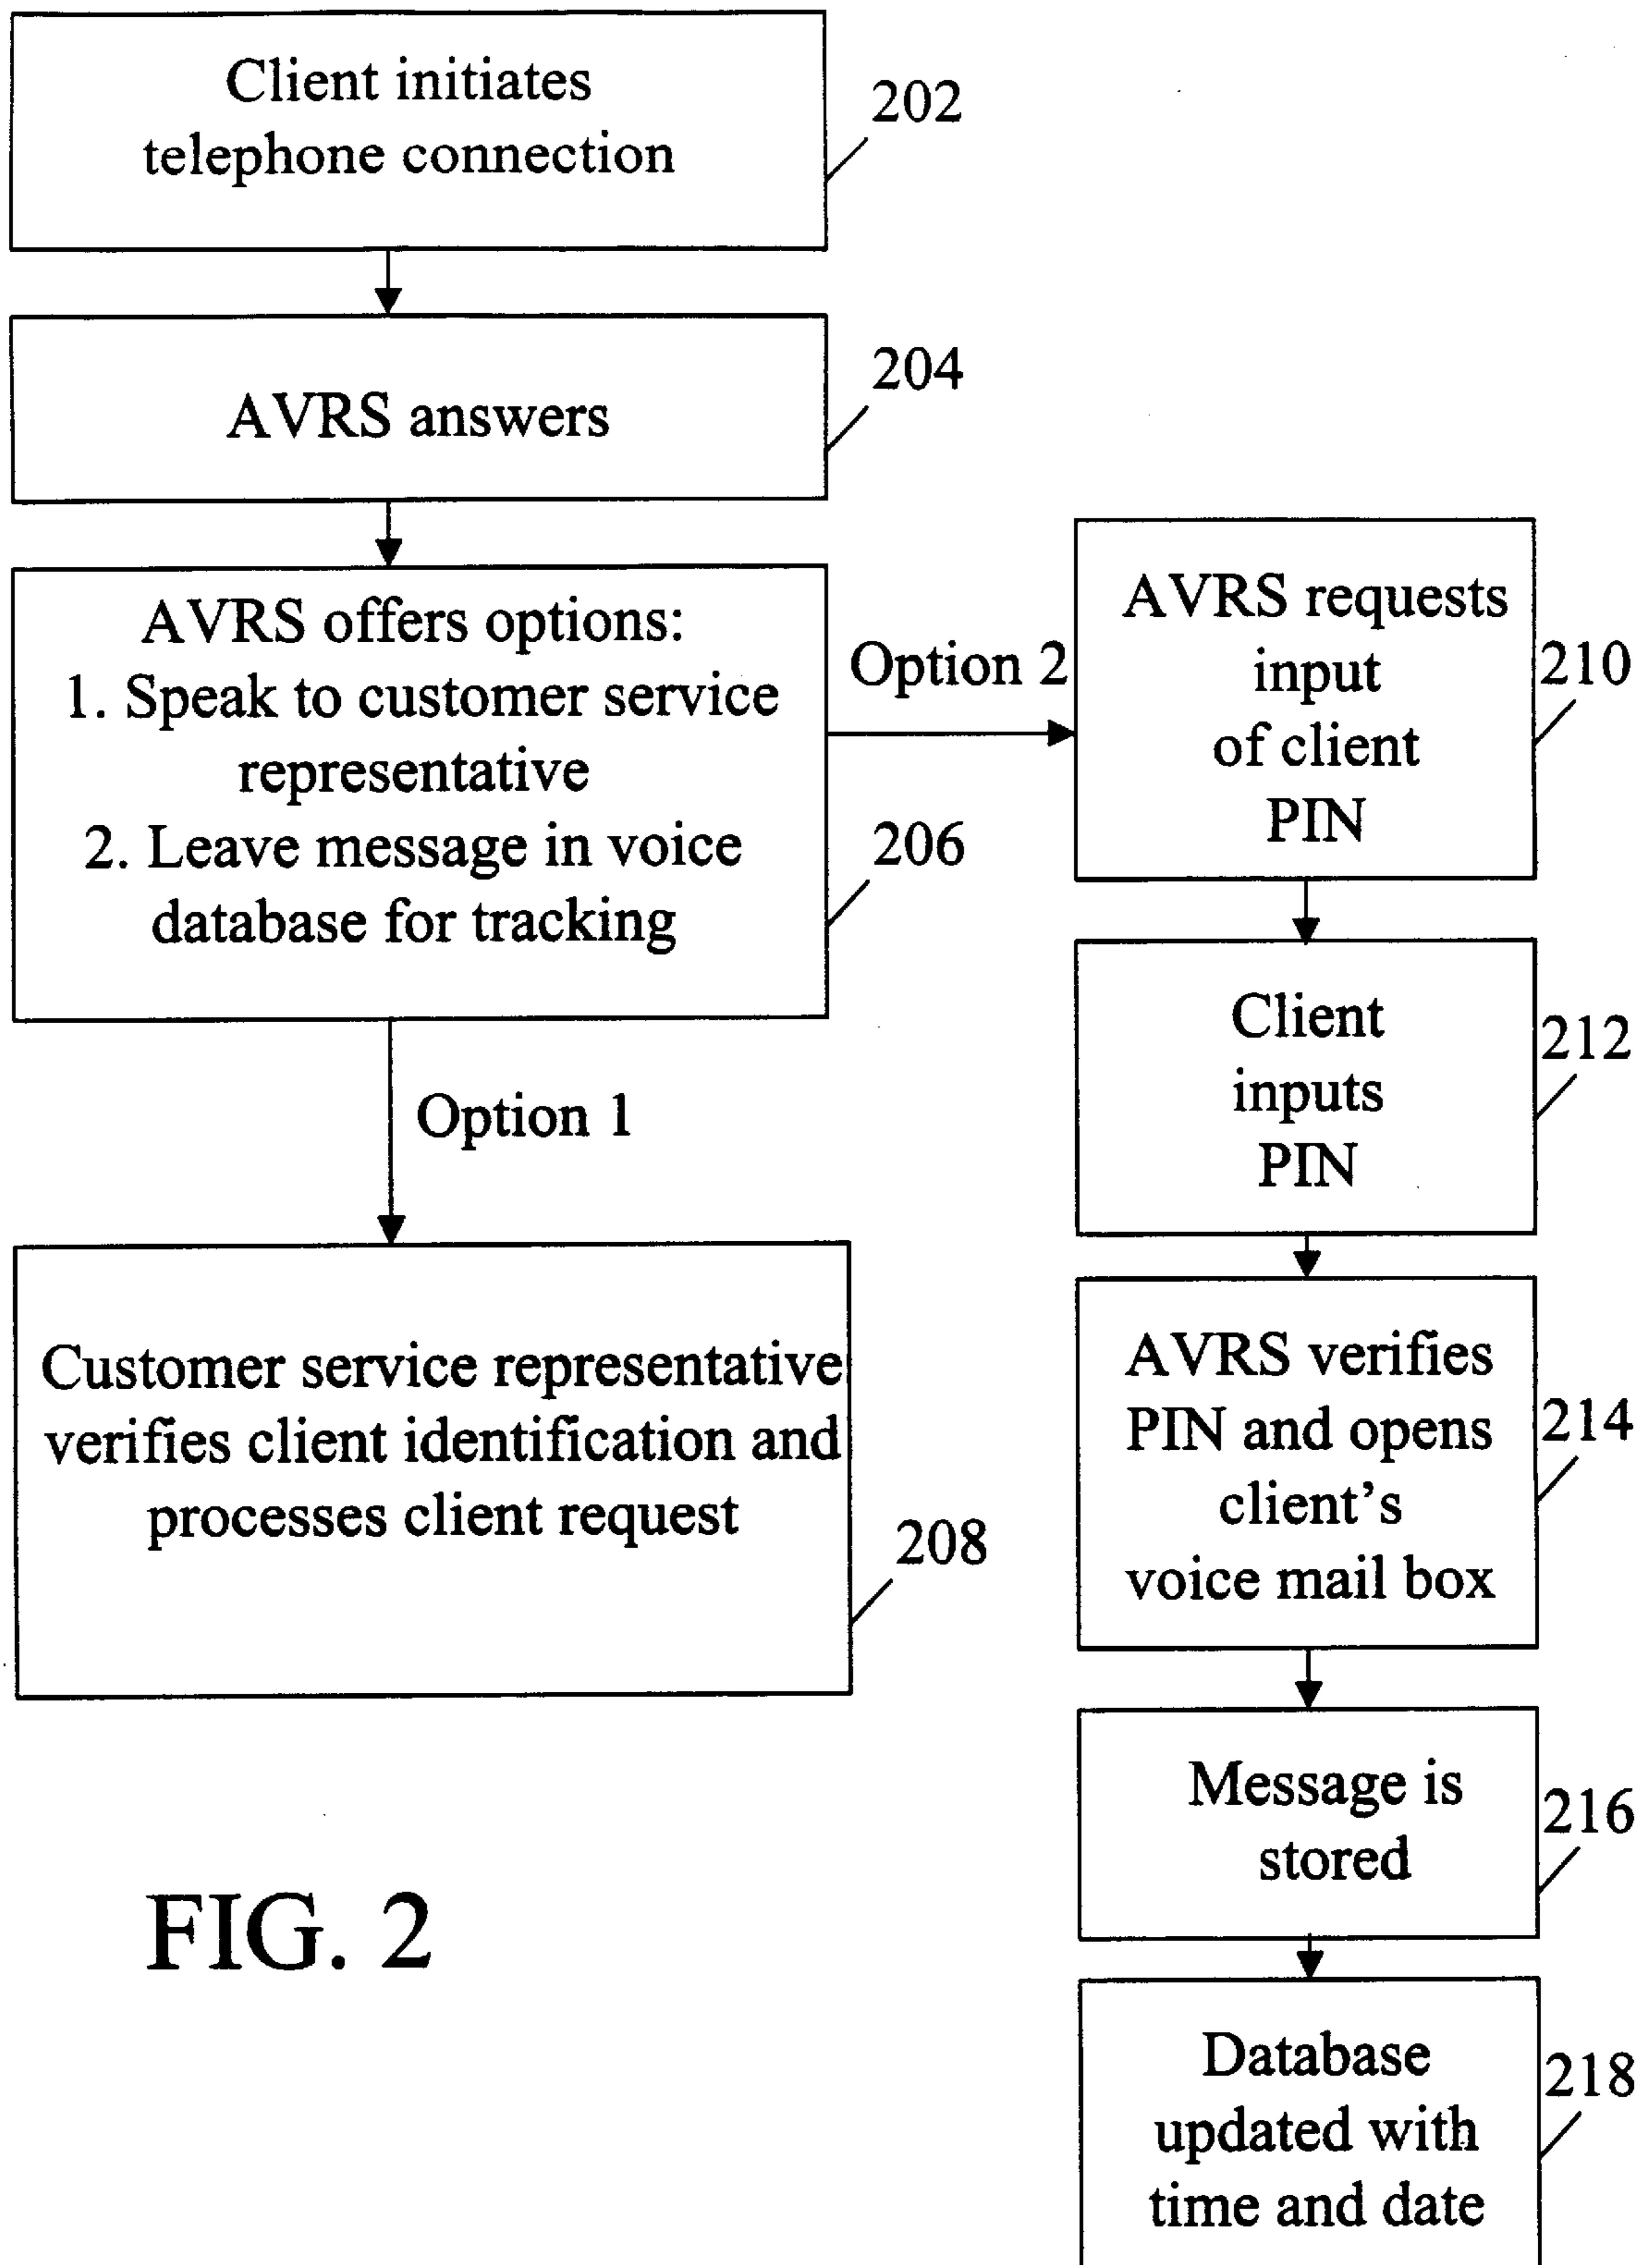 Client initiates
telephone connection
202
AVRS answers
204
AVRS offers options:
1. Speak to customer service
representative
2. Leave message in voice
database for tracking
206
Option 1
Customer service representative
verifies client identification and
processes client request
208
Option 2
AVRS requests
input
of client
PIN
210
Client
inputs
PIN
212
AVRS verifies
PIN and opens
client’s
voice mail box
214
Message is
stored
216
Database
updated with
time and date
218
FIG. 2